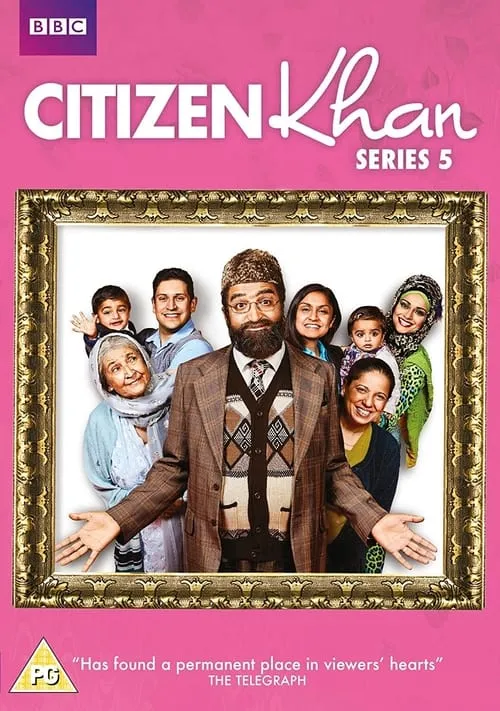 BBC
CITIZEN Khan
SERIES 5
PG
"Has found a permanent place in viewers' hearts"
THE TELEGRAPH